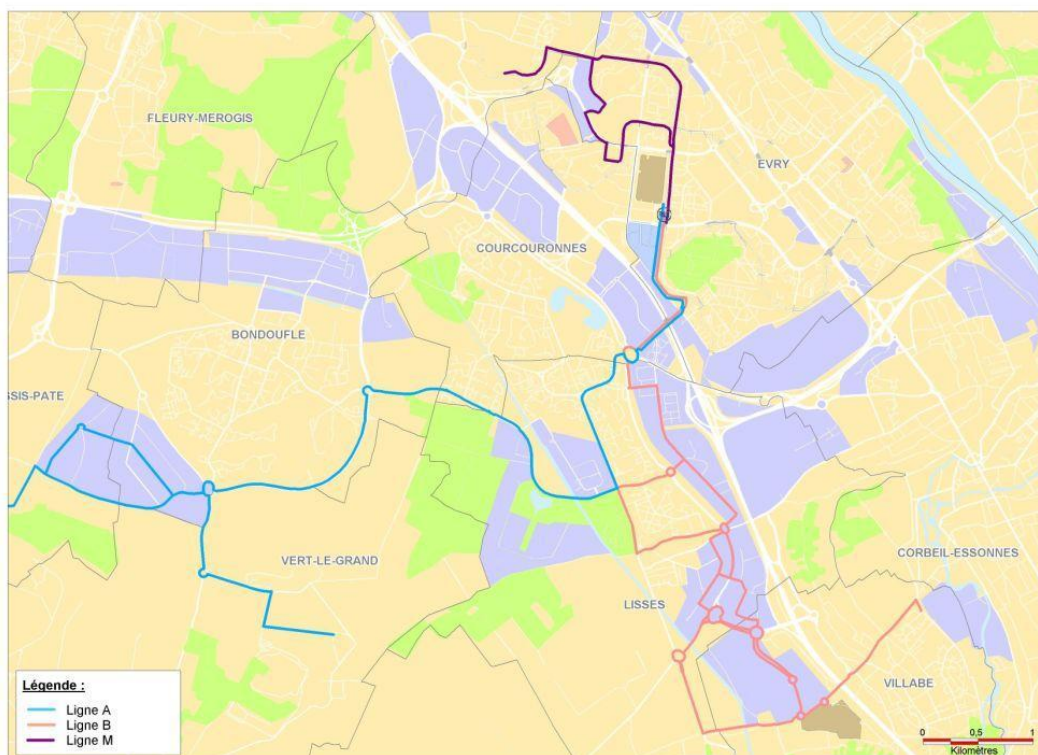 FLEURY-MEROGIS
EVRY
COURCOURONNES
BONDOUFLE
SSIS-PATE
VERT-LE-GRAND
CORBEIL-ESSONNES
LISSES
VILLABE
Légende :
Ligne A
Ligne B
Ligne M
0 0,5 1
Kilomètres